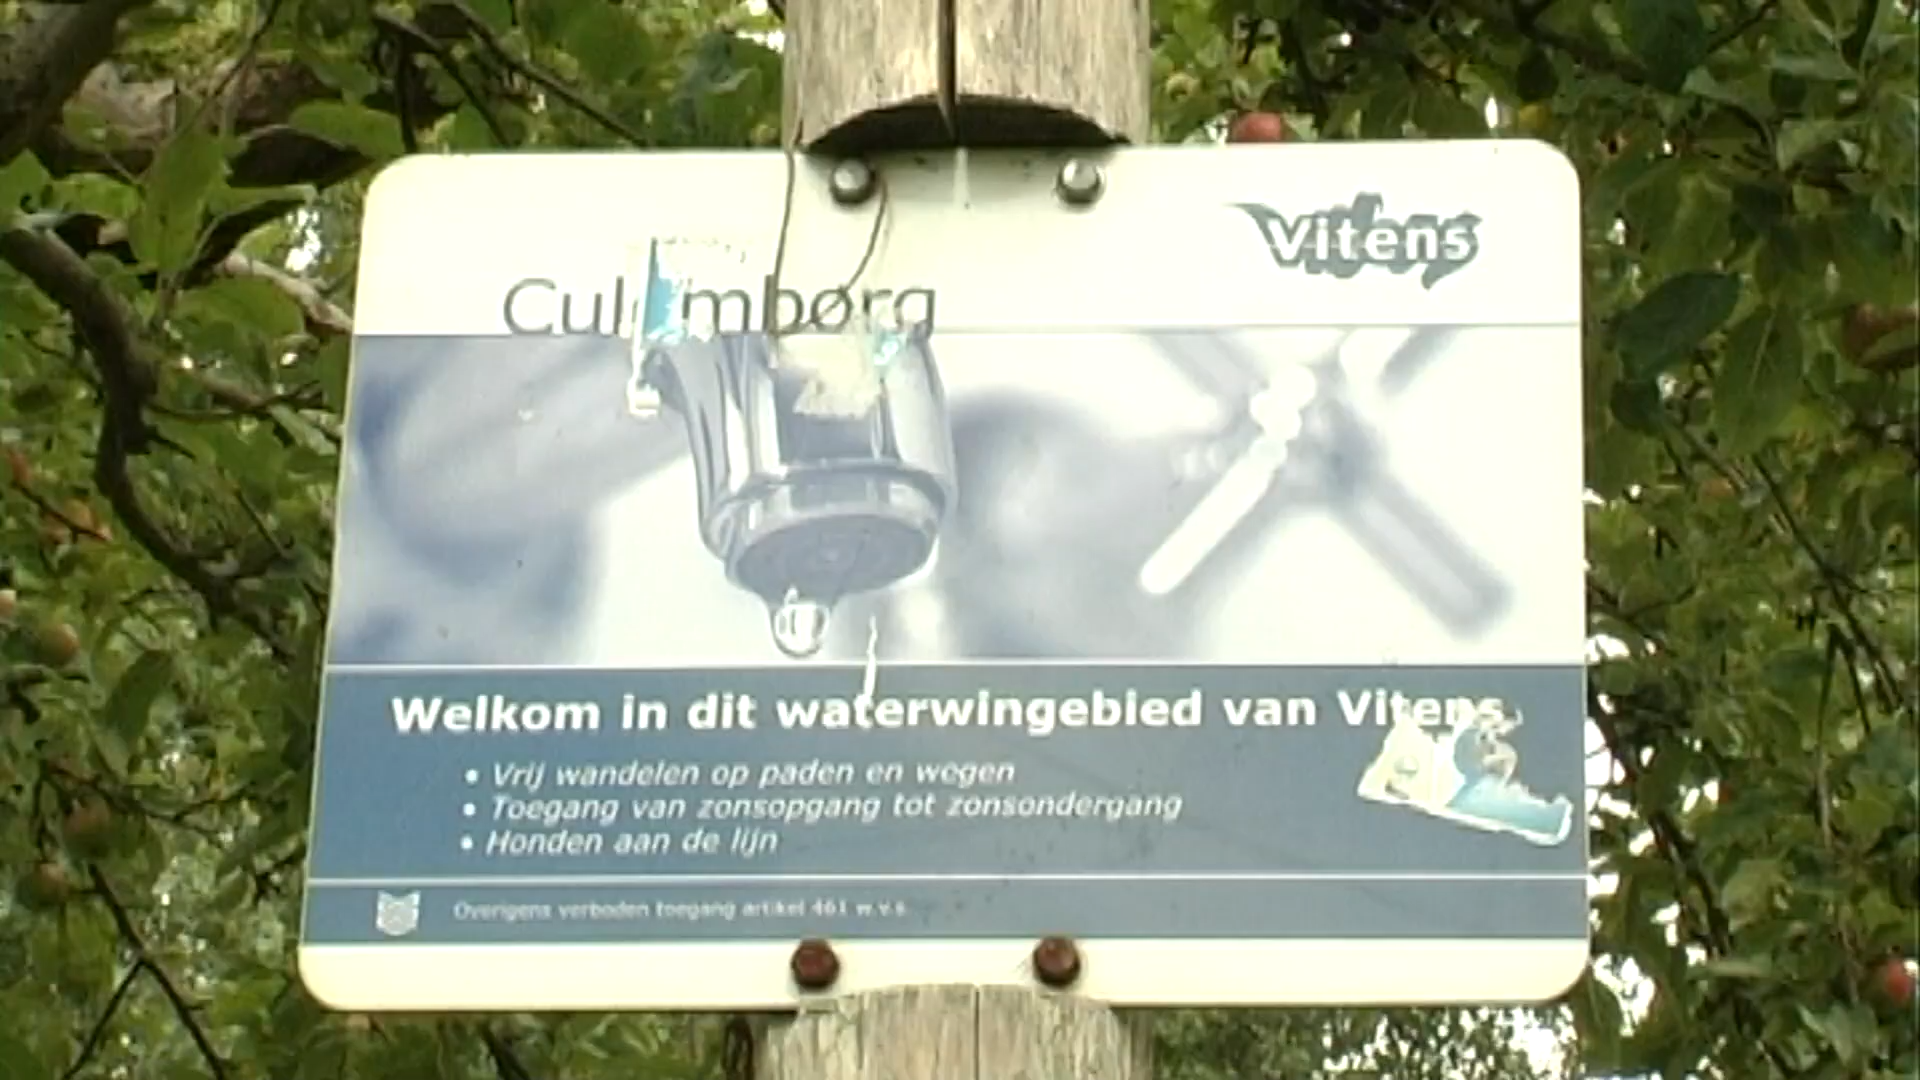 Vitens
Culemborg
Welkom in dit waterwingebied van Vitens
• Vrij wandelen op paden en wegen
• Toegang van zonsopgang tot zonsondergang
• Honden aan de lijn
Overigens verboden toegang artikel 461 w.v.s